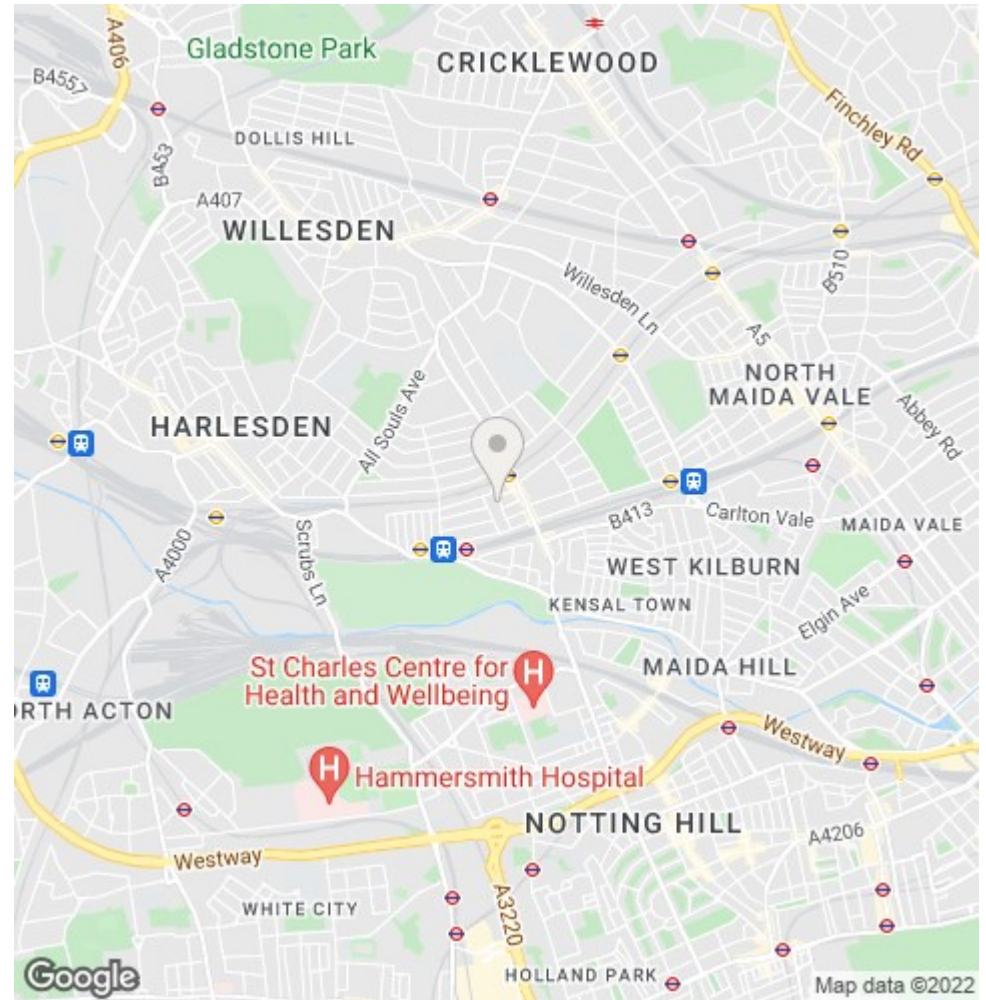 A406
Gladstone Park
CRICKLEWOOD
B4557
Finchley Rd
DOLLIS HILL
B453
A407
WILLESDEN
B510
Willesden Ln
A5
NORTH
MAIDA VALE
All Souls Ave
Abbey Rd
HARLESDEN
B413
Carlton Vale
MAIDA VALE
A4000
Scrubs Ln
WEST KILBURN
KENSAL TOWN
Elgin Ave
St Charles Centre for
Health and Wellbeing
H
MAIDA HILL
RTH ACTON
Westway
H
Hammersmith Hospital
NOTTING HILL
A4206
Westway
A3220
WHITE CITY
HOLLAND PARK
Google
Map data ©2022